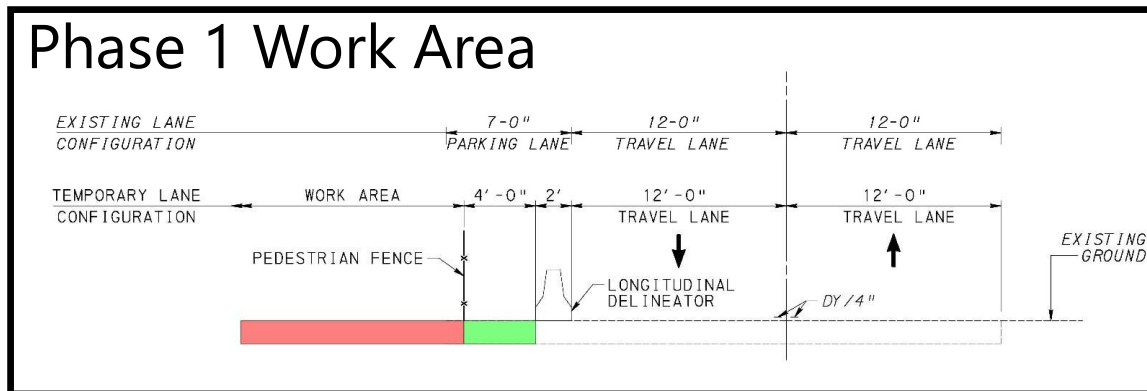 Phase 1 Work Area
EXISTING LANE
CONFIGURATION
7-0"
PARKING LANE
12-0"
TRAVEL LANE
12-0"
TRAVEL LANE
TEMPORARY LANE
CONFIGURATION
WORK AREA
4'-0"
2'
12'-0"
TRAVEL LANE
12'-0"
TRAVEL LANE
PEDESTRIAN FENCE
LONGITUDINAL
DELINEATOR
DY/4"
EXISTING
GROUND